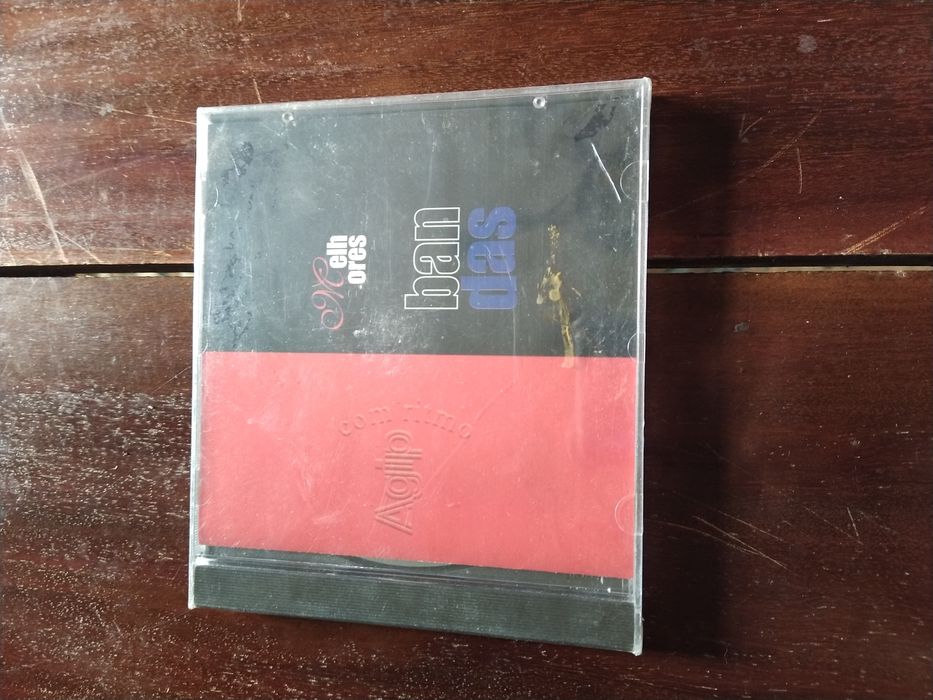 Melh
ores
ban
das
com ritmo
Agip